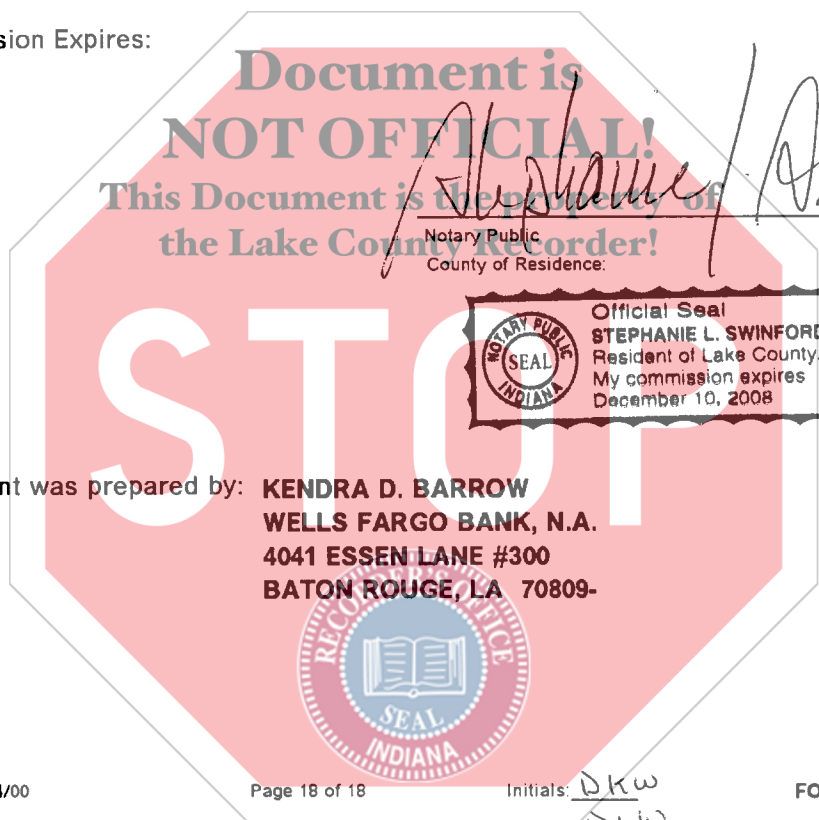 sion Expires:
Document is
NOT OFFICIAL!
This Document is the property of
the Lake County Recorder!
Stephanie
Notary Public
County of Residence:
Official Seal
STEPHANIE L. SWINFORD
Resident of Lake County,
My commission expires
December 10, 2008
NOTARY PUBLIC
SEAL
INDIANA
STOP
nt was prepared by: KENDRA D. BARROW
WELLS FARGO BANK, N.A.
4041 ESSEN LANE #300
BATON ROUGE, LA 70809-
RECORDER'S OFFICE
SEAL
INDIANA
/00
Page 18 of 18
Initials: DKW
FO